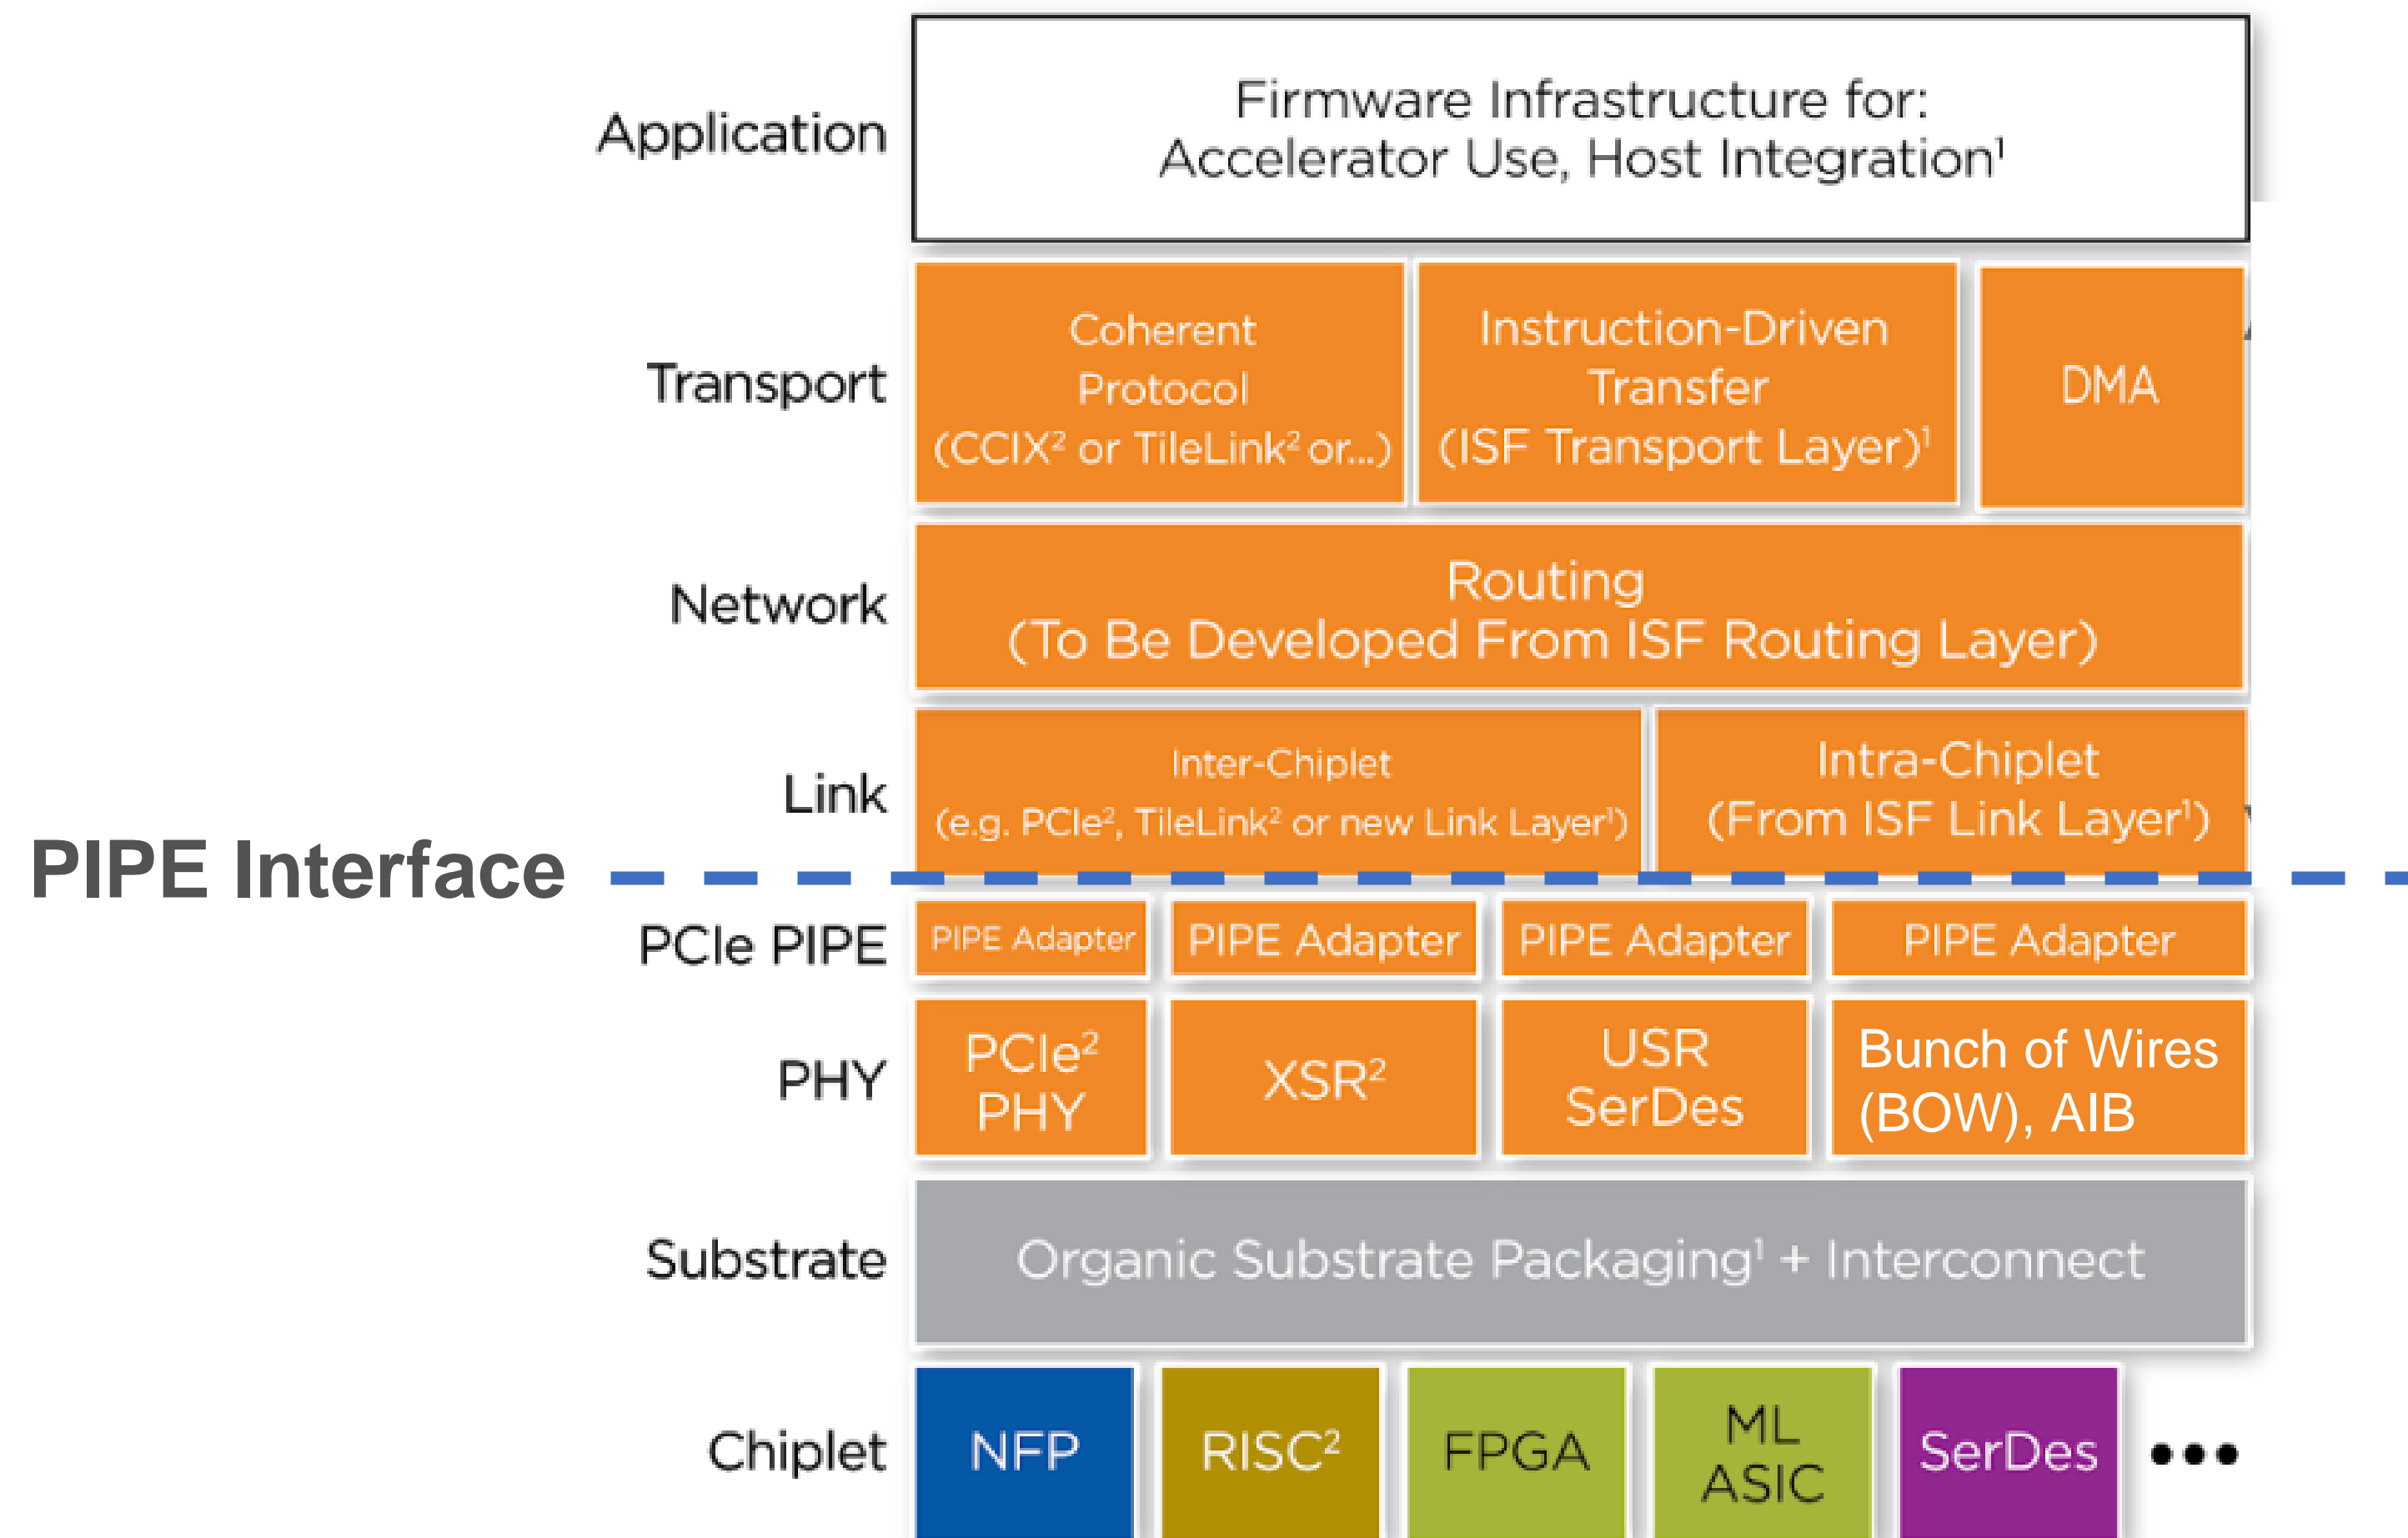 Application
Firmware Infrastructure for:
Accelerator Use, Host Integration¹
Transport
Coherent
Protocol
(CCIX² or TileLink² or...)
Instruction-Driven
Transfer
(ISF Transport Layer)¹
DMA
Network
Routing
(To Be Developed From ISF Routing Layer)
Link
Inter-Chiplet
(e.g. PCIe², TileLink² or new Link Layer¹)
Intra-Chiplet
(From ISF Link Layer¹)
PIPE Interface
PCIe PIPE
PIPE Adapter
PIPE Adapter
PIPE Adapter
PIPE Adapter
PHY
PCIe²
PHY
XSR²
USR
SerDes
Bunch of Wires
(BOW), AIB
Substrate
Organic Substrate Packaging¹ + Interconnect
Chiplet
NFP
RISC²
FPGA
ML
ASIC
SerDes
•••